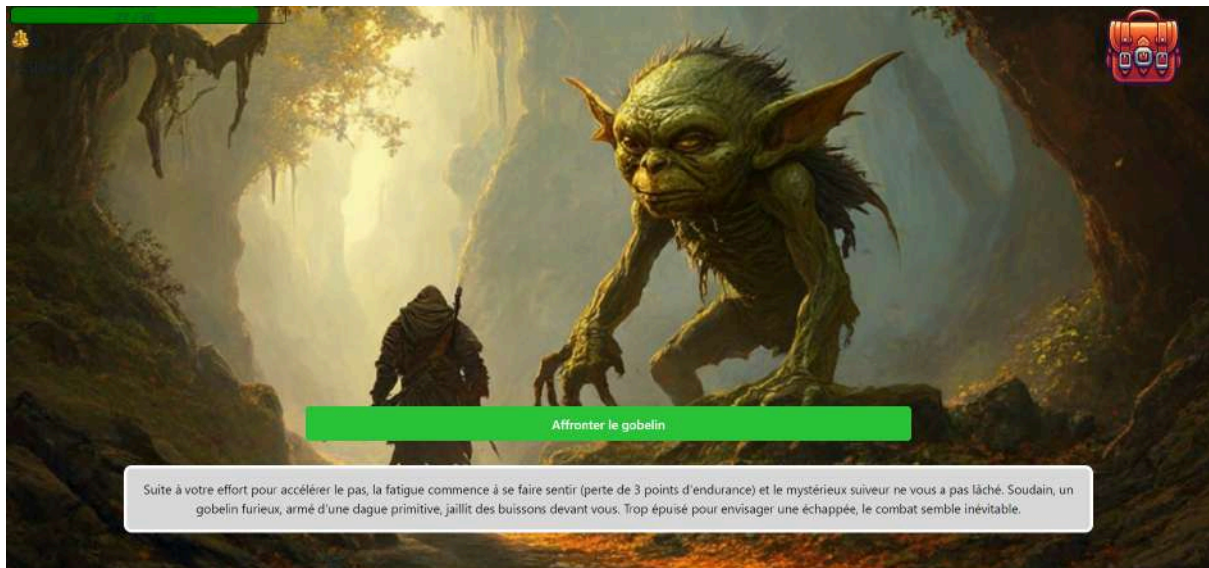 Affronter le gobelin
Suite à votre effort pour accélérer le pas, la fatigue commence à se faire sentir (perte de 3 points d'endurance) et le mystérieux suiveur ne vous a pas lâché. Soudain, un
gobelin furieux, armé d'une dague primitive, jaillit des buissons devant vous. Trop épuisé pour envisager une échappée, le combat semble inévitable.